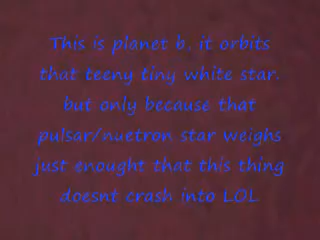 This is planet b, it orbits
that teeny tiny white star.
but only because that
pulsar/nuetron star weighs
just enought that this thing
doesnt crash into LOL